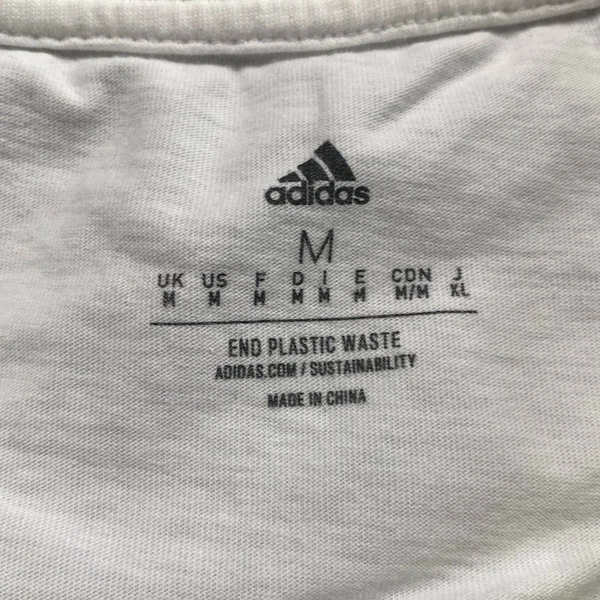 adidas
M
UK US F D I E CDN J
M M M M M M M/M XL
END PLASTIC WASTE
ADIDAS.COM / SUSTAINABILITY
MADE IN CHINA